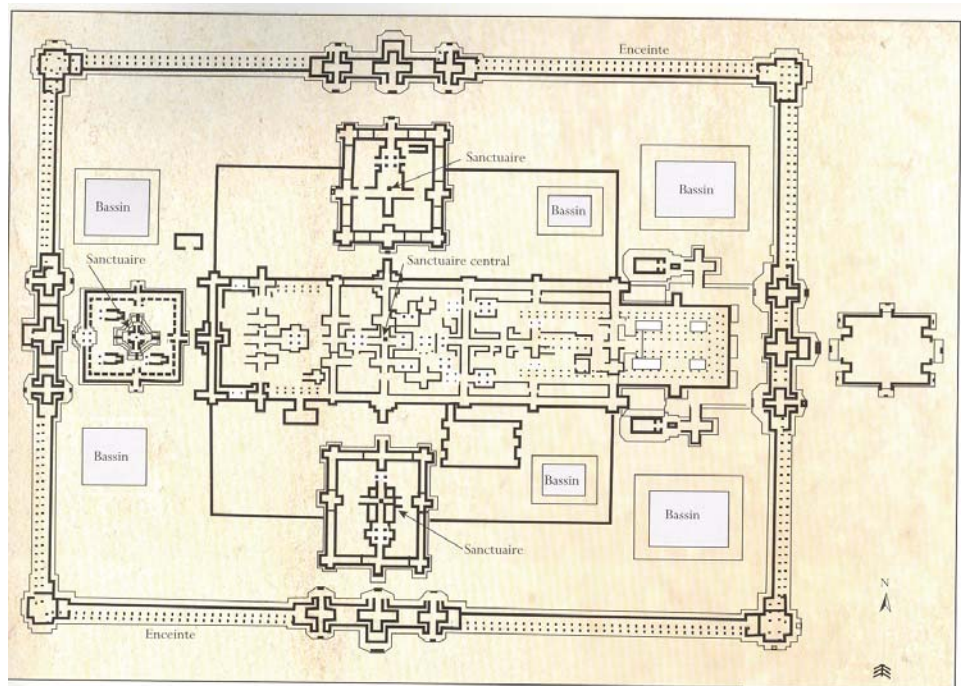 Enceinte
Sanctuaire
Bassin
Bassin
Bassin
Sanctuaire
Sanctuaire central
Bassin
Bassin
Bassin
Sanctuaire
N
Enceinte